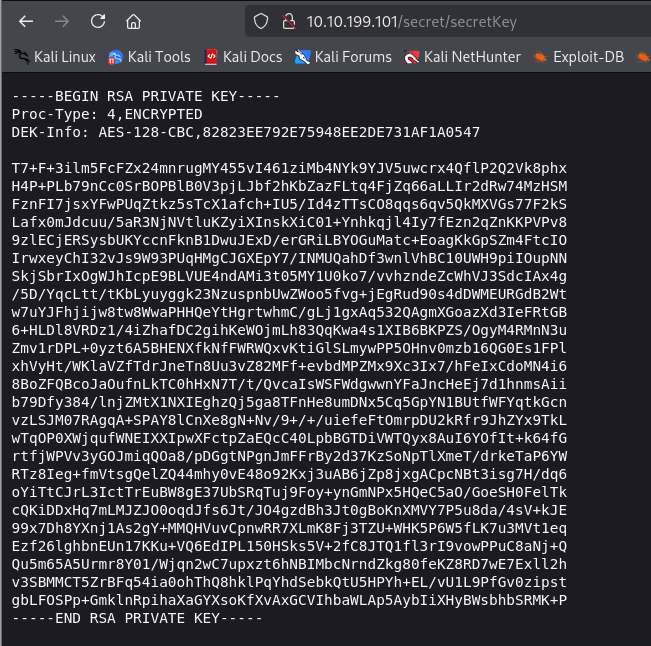 10.10.199.101/secret/secretKey
Kali Linux Kali Tools Kali Docs Kali Forums Kali NetHunter Exploit-DB
-----BEGIN RSA PRIVATE KEY-----
Proc-Type: 4,ENCRYPTED
DEK-Info: AES-128-CBC,82823EE792E75948EE2DE731AF1A0547

T7+F+3ilm5FcFZx24mnrugMY455vI461ziMb4NYk9YJV5uwcrx4QflP2Q2Vk8phx
H4P+PLb79nCc0SrBOPBlB0V3pjLJbf2hKbZazFLtq4FjZq66aLLIr2dRw74MzHSM
FznFI7jsxYFwPUqZtkz5sTcX1afch+IU5/Id4zTTsCO8qqs6qv5QkMXVGs77F2kS
Lafx0mJdcuu/5aR3NjNVtluKZyiXInskXiC01+Ynhkqjl4Iy7fEzn2qZnKKPVPv8
9zlECjERSysbUKYccnFknB1DwuJExD/erGRiLBYOGuMatc+EoagKkGpSZm4FtcIO
IrwxeyChI32vJs9W93PUqHMgCJGXEpY7/INMUQahDf3wnlVhBC10UWH9piIOupNN
SkjSbrIxOgWJhIcpE9BLVUE4ndAMi3t05MY1U0ko7/vvhzndeZcWhVJ3SdcIAx4g
/5D/YqcLtt/tKbLyuyggk23NzuspnbUwZWoo5fvg+jEgRud90s4dDWMEURGdB2Wt
w7uYJFhjijw8tw8WwaPHHQeYtHgrtwhmC/gLj1gxAq532QAgmXGoazXd3IeFRtGB
6+HLDl8VRDz1/4iZhafDC2gihKeWOjmLh83QqKwa4s1XIB6BKPZS/OgyM4RMnN3u
Zmv1rDPL+0yzt6A5BHENXfkNfFWRWQxvKtiGlSLmywPP5OHnv0mzb16QG0Es1FPl
xhVyHt/WKlaVZfTdrJneTn8Uu3vZ82MFf+evbdMPZMx9Xc3Ix7/hFeIxCdoMN4i6
8BoZFQBcoJaOufnLkTC0hHxN7T/t/QvcaIsWSFWdgwwnYFaJncHeEj7d1hnmsAii
b79Dfy384/lnjZMtX1NXIEghzQj5ga8TFnHe8umDNx5Cq5GpYN1BUtfWFYqtkGcn
vzLSJM07RAgqA+SPAY8lCnXe8gN+Nv/9+/+/uiefeFtOmrpDU2kRfr9JhZYx9TkL
wTqOP0XWjqufWNEIXXIpwXFctpZaEQcC40LpbBGTDiVWTQyx8AuI6YOfIt+k64fG
rtfjWPVv3yGOJmiqQOa8/pDGgtNPgnJmFFrBy2d37KzSoNpTlXmeT/drkeTaP6YW
RTz8Ieg+fmVtsgQelZQ44mhy0vE48o92Kxj3uAB6jZp8jxgACpcNBt3isg7H/dq6
oYiTtCJrL3IctTrEuBW8gE37UbSRqTuj9Foy+ynGmNPx5HQeC5aO/GoeSH0FelTk
cQKiDDxHq7mLMJZJO0oqdJfs6Jt/JO4gzdBh3Jt0gBoKnXMVY7P5u8da/4sV+kJE
99x7Dh8YXnj1As2gY+MMQHVuvCpnwRR7XLmK8Fj3TZU+WHK5P6W5fLK7u3MVt1eq
Ezf26lghbnEUn17KKu+VQ6EdIPL150HSks5V+2fC8JTQ1fl3rI9vowPPuC8aNj+Q
Qu5m65A5Urmr8Y01/Wjqn2wC7upxzt6hNBIMbcNrndZkg80feKZ8RD7wE7Exll2h
v3SBMMCT5ZrBFq54ia0ohThQ8hklPqYhdSebkQtU5HPYh+EL/vU1L9PfGv0zipst
gbLFOSPp+GmklnRpihaXaGYXsoKfXvAxGCVIhbaWLAp5AybIiXHyBWsbhbSRMK+P
-----END RSA PRIVATE KEY-----